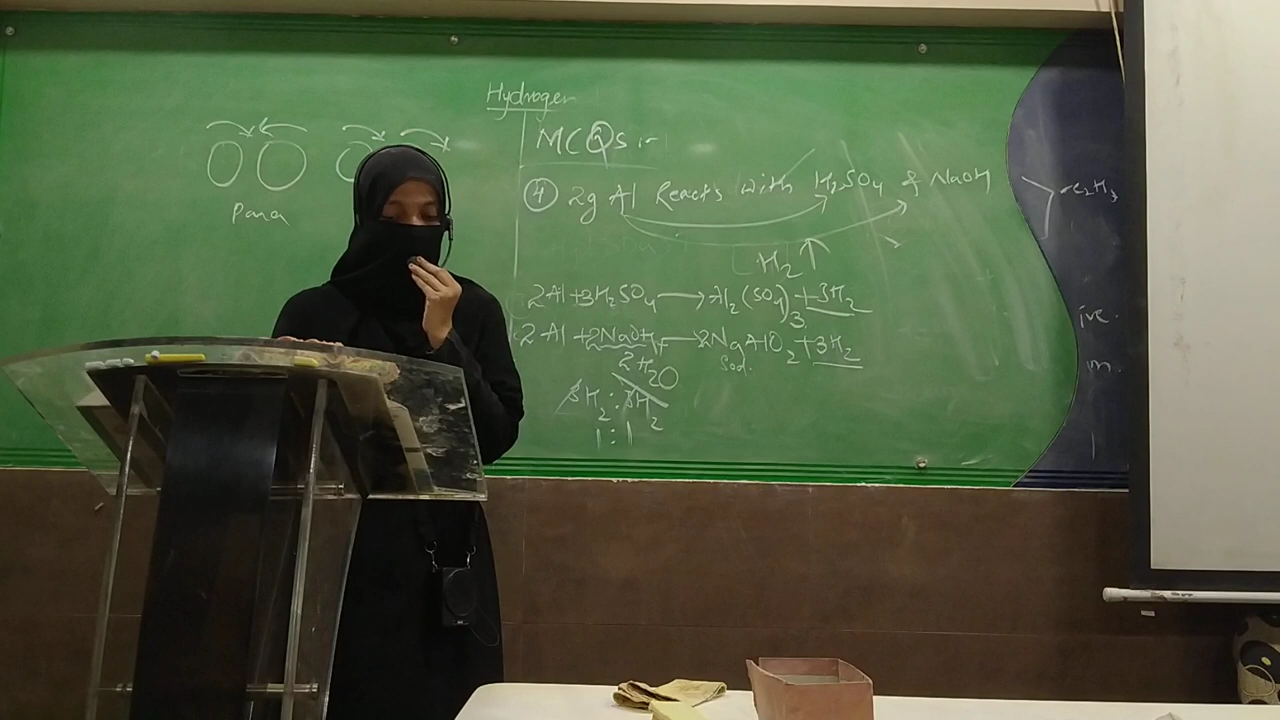 Hydrogen
MCQs :-
④ 2g Al Reacts with H₂SO₄ & NaOH
Para
H₂ ↑
2Al + 3H₂SO₄ → Al₂(SO₄)₃ + 3H₂
2Al + 2NaOH + → 2NaAlO₂ + 3H₂
2H₂O
Sod.
3H₂ : 3H₂
1 : 1